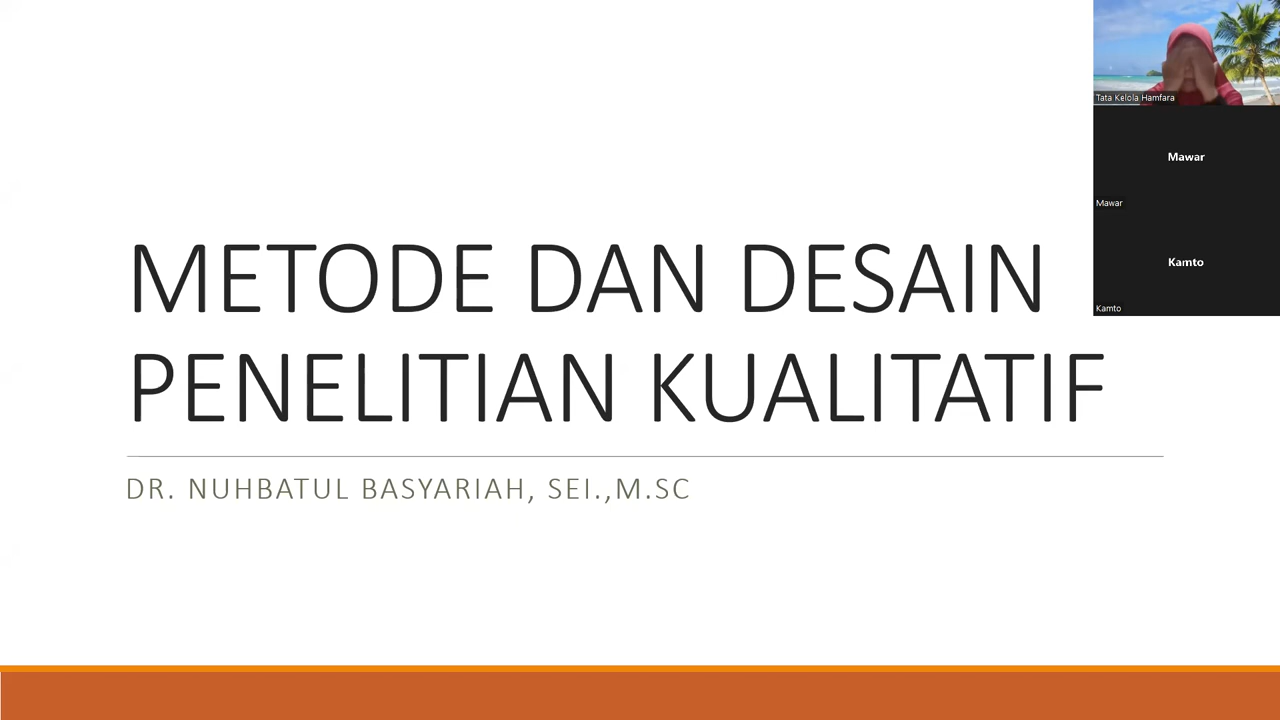 METODE DAN DESAIN
PENELITIAN KUALITATIF
DR. NUHBATUL BASYARIAH, SEI.,M.SC
Tata Kelola Hamfara
Mawar
Mawar
Kamto
Kamto